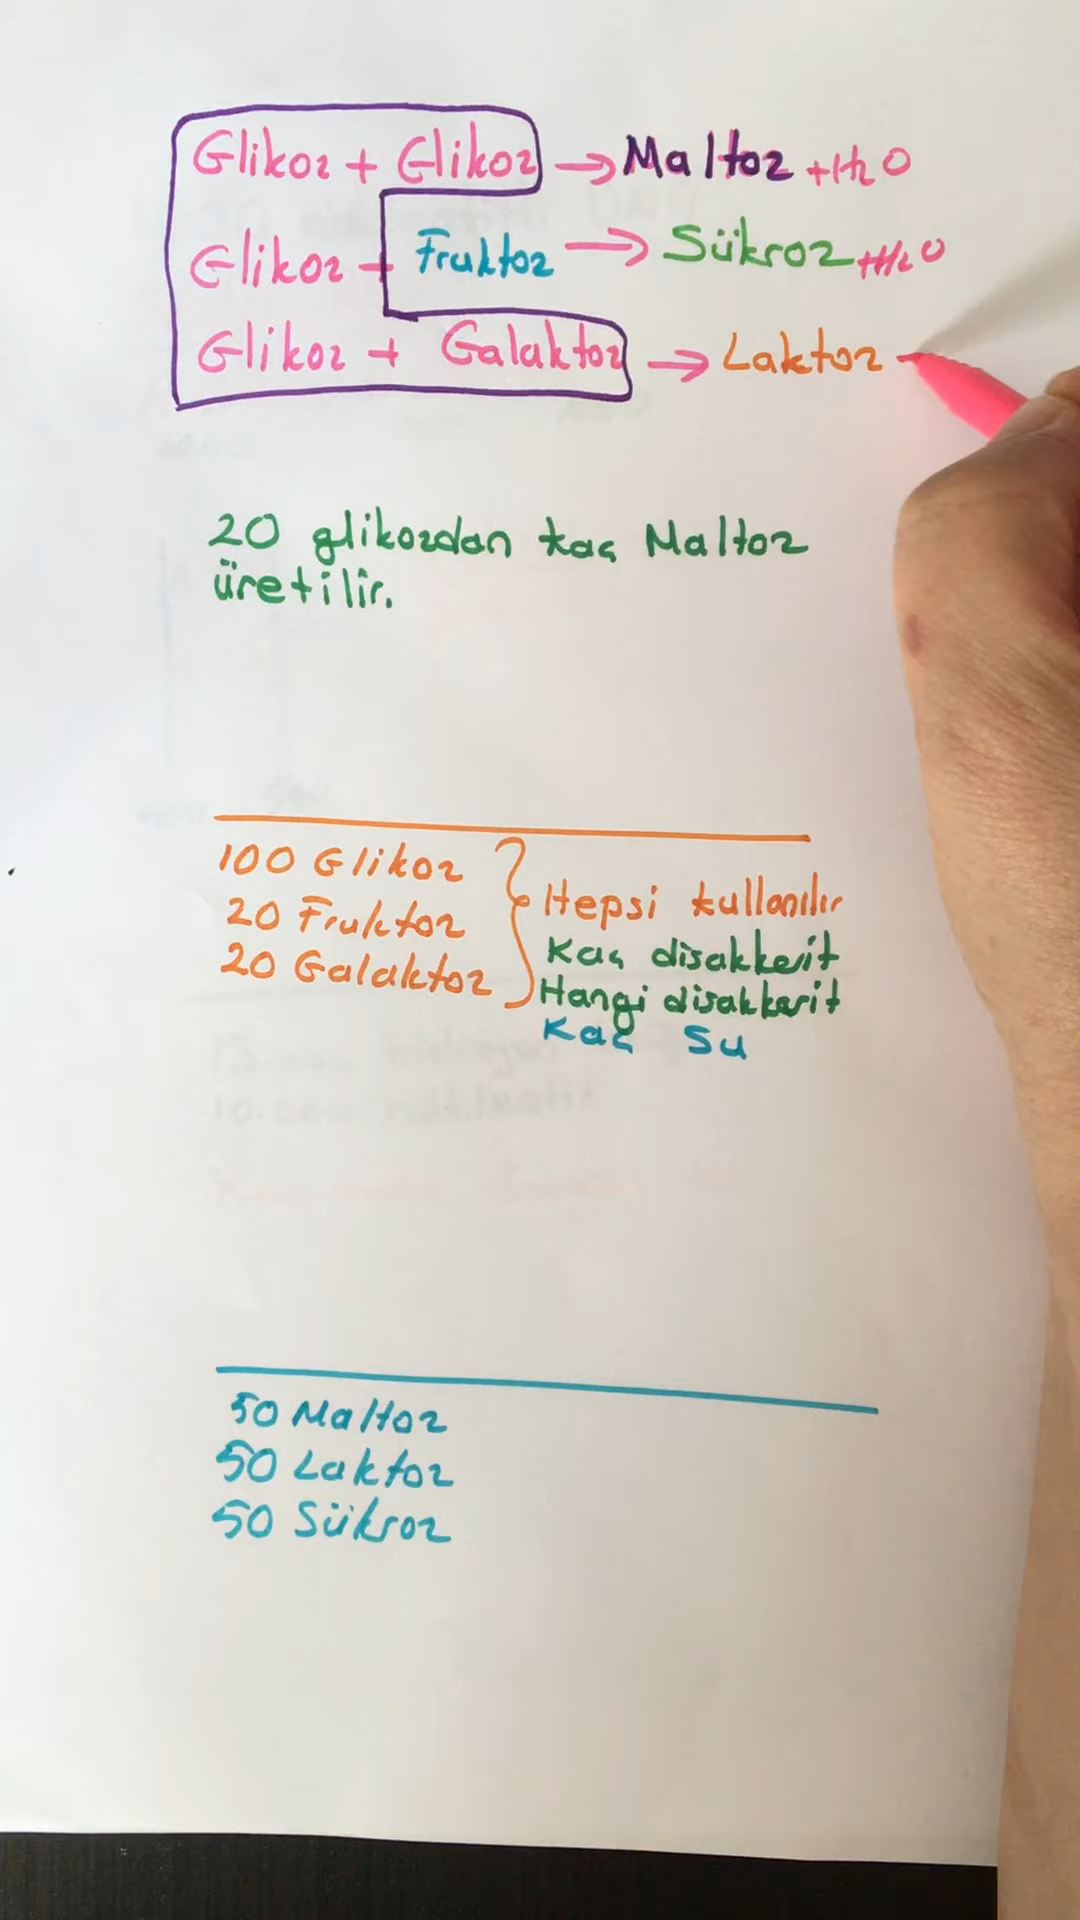 Glikoz + Glikoz → Maltoz +H2O
Glikoz + Fruktoz → Sükroz +H2O
Glikoz + Galaktoz → Laktoz
20 glikozdan kaç Maltoz
üretilir.
100 Glikoz
20 Fruktoz
20 Galaktoz
Hepsi kullanılır
Kaç disakkerit
Hangi disakkarit
Kaç Su
50 Maltoz
50 Laktoz
50 Sükroz